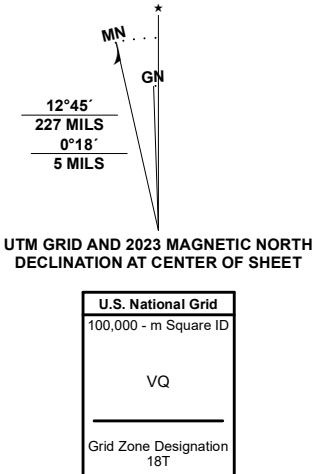 ★
MN
GN
12°45´
227 MILS
0°18´
5 MILS
UTM GRID AND 2023 MAGNETIC NORTH
DECLINATION AT CENTER OF SHEET
U.S. National Grid
100,000 - m Square ID
VQ
Grid Zone Designation
18T